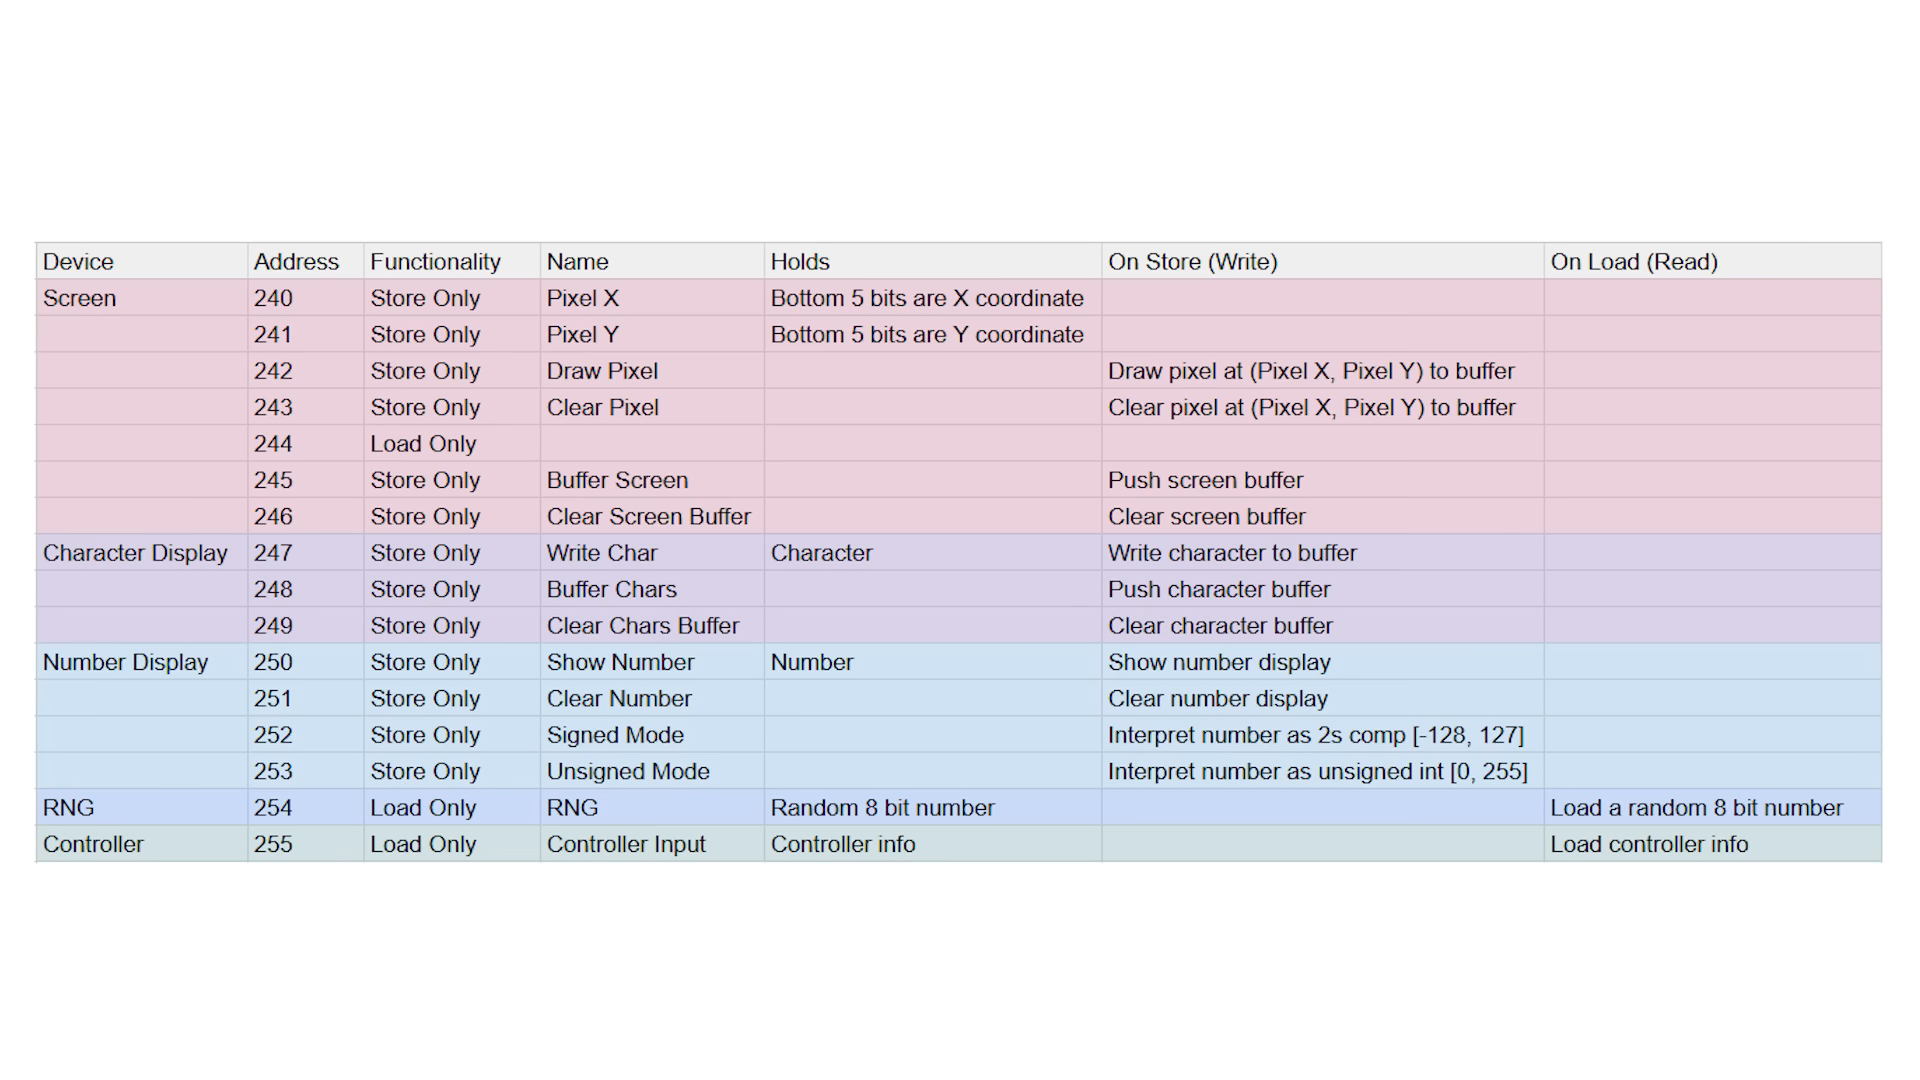 Device Address Functionality Name Holds On Store (Write) On Load (Read)
Screen 240 Store Only Pixel X Bottom 5 bits are X coordinate
241 Store Only Pixel Y Bottom 5 bits are Y coordinate
242 Store Only Draw Pixel Draw pixel at (Pixel X, Pixel Y) to buffer
243 Store Only Clear Pixel Clear pixel at (Pixel X, Pixel Y) to buffer
244 Load Only
245 Store Only Buffer Screen Push screen buffer
246 Store Only Clear Screen Buffer Clear screen buffer
Character Display 247 Store Only Write Char Character Write character to buffer
248 Store Only Buffer Chars Push character buffer
249 Store Only Clear Chars Buffer Clear character buffer
Number Display 250 Store Only Show Number Number Show number display
251 Store Only Clear Number Clear number display
252 Store Only Signed Mode Interpret number as 2s comp [-128, 127]
253 Store Only Unsigned Mode Interpret number as unsigned int [0, 255]
RNG 254 Load Only RNG Random 8 bit number Load a random 8 bit number
Controller 255 Load Only Controller Input Controller info Load controller info